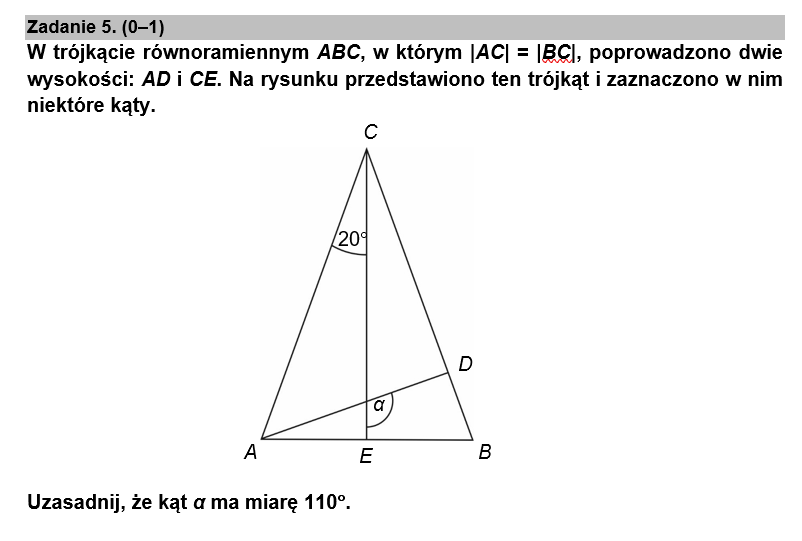 Zadanie 5. (0–1)
W trójkącie równoramiennym ABC, w którym |AC| = |BC|, poprowadzono dwie
wysokości: AD i CE. Na rysunku przedstawiono ten trójkąt i zaznaczono w nim
niektóre kąty.
C
20°
D
α
A
E
B
Uzasadnij, że kąt α ma miarę 110°.